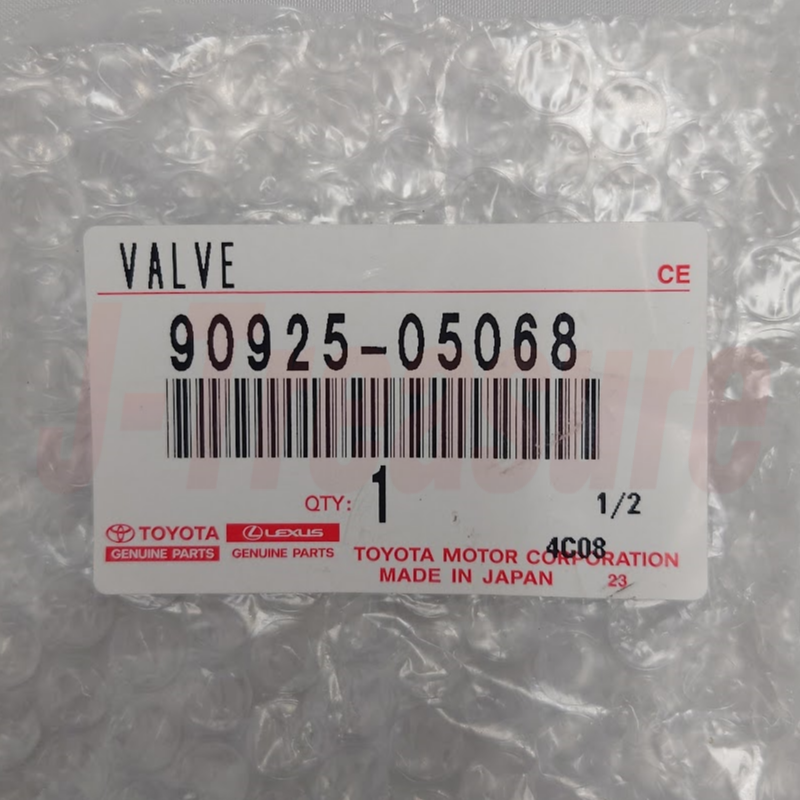 VALVE
CE
90925-05068
QTY: 1
1/2
TOYOTA LEXUS
GENUINE PARTS GENUINE PARTS
4C08
TOYOTA MOTOR CORPORATION
MADE IN JAPAN 23
J-Treasure